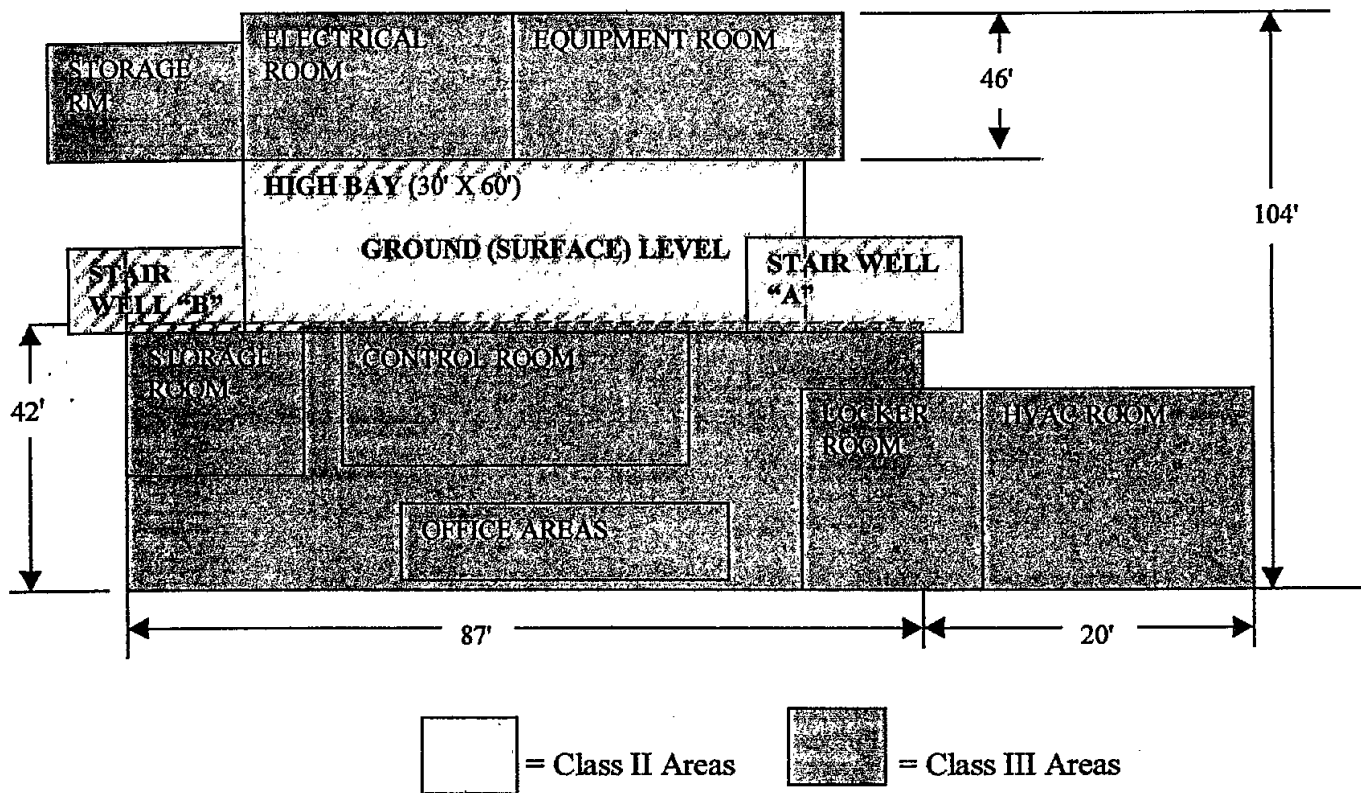 ELECTRICAL
ROOM
EQUIPMENT ROOM
STORAGE
RM
46'
HIGH BAY (30' X 60')
104'
GROUND (SURFACE) LEVEL
STAIR
WELL "B"
STAIR WELL
"A"
STORAGE
ROOM
CONTROL ROOM
42'
LOCKER
ROOM
HVAC ROOM
OFFICE AREAS
87'
20'
= Class II Areas
= Class III Areas